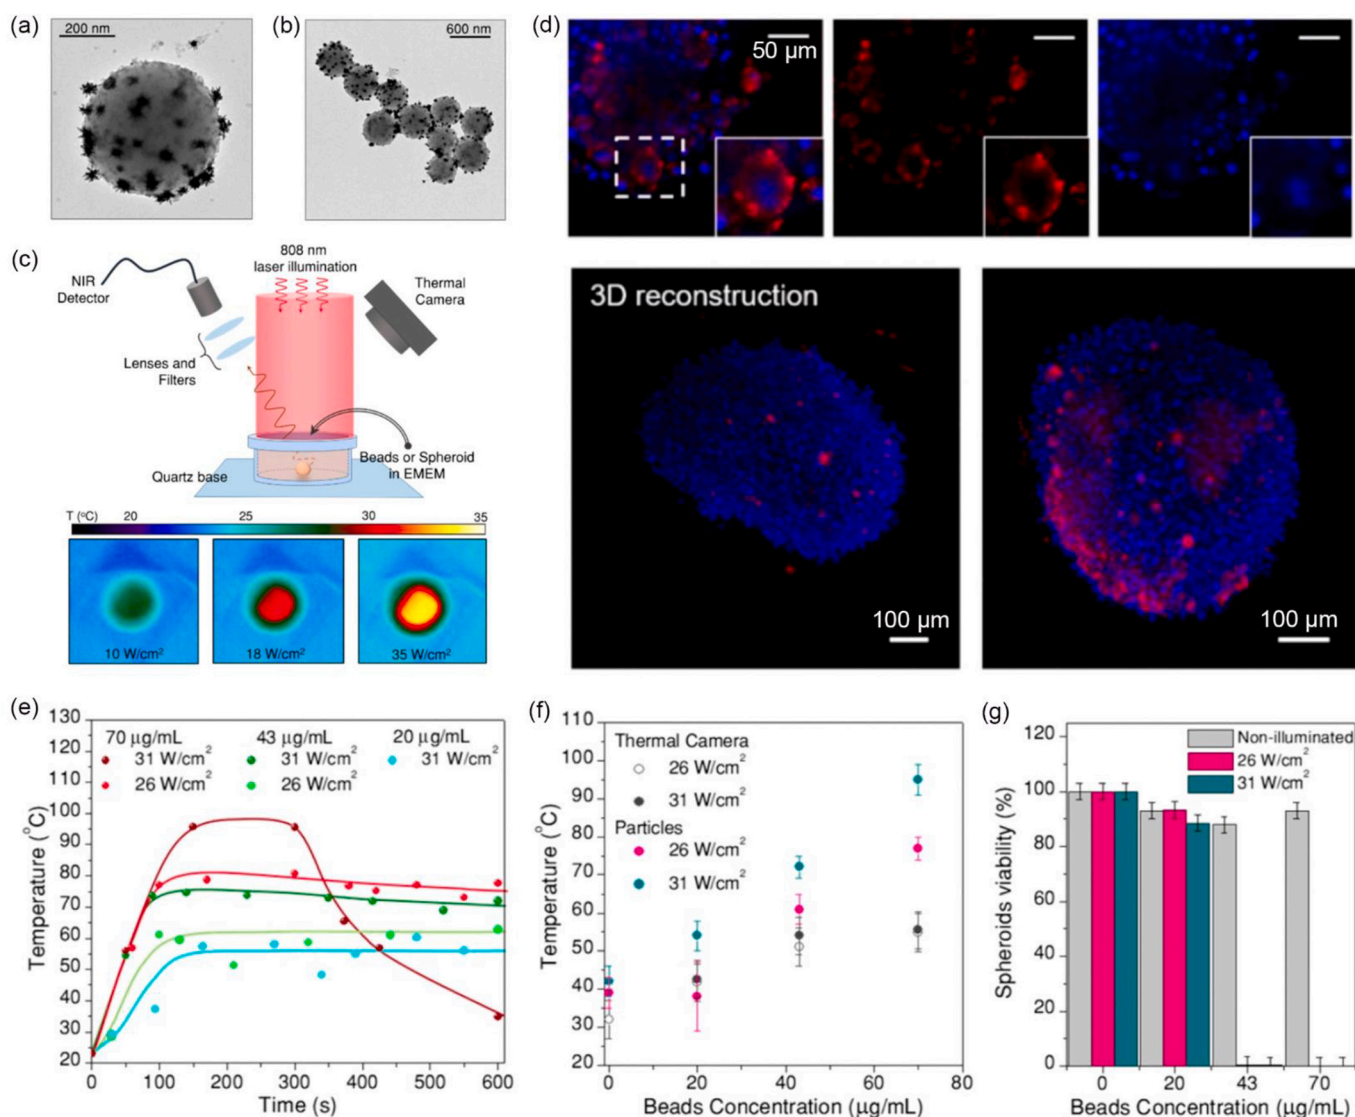 (a)
200 nm
(b)
600 nm
(c)
808 nm
laser illumination
NIR
Detector
Thermal
Camera
Lenses and
Filters
Beads or Spheroid
in EMEM
Quartz base
T (°C) 20 25 30 35
10 W/cm²
18 W/cm²
35 W/cm²
(d)
50 µm
3D reconstruction
100 µm
100 µm
(e)
130
120
110
100
90
80
70
60
50
40
30
20
Temperature (°C)
70 µg/mL 43 µg/mL 20 µg/mL
31 W/cm² 31 W/cm² 31 W/cm²
26 W/cm² 26 W/cm²
0 100 200 300 400 500 600
Time (s)
(f)
110
100
90
80
70
60
50
40
30
20
Temperature (°C)
Thermal Camera
26 W/cm²
31 W/cm²
Particles
26 W/cm²
31 W/cm²
0 20 40 60 80
Beads Concentration (µg/mL)
(g)
120
100
80
60
40
20
0
Spheroids viability (%)
Non-illuminated
26 W/cm²
31 W/cm²
0 20 43 70
Beads Concentration (µg/mL)